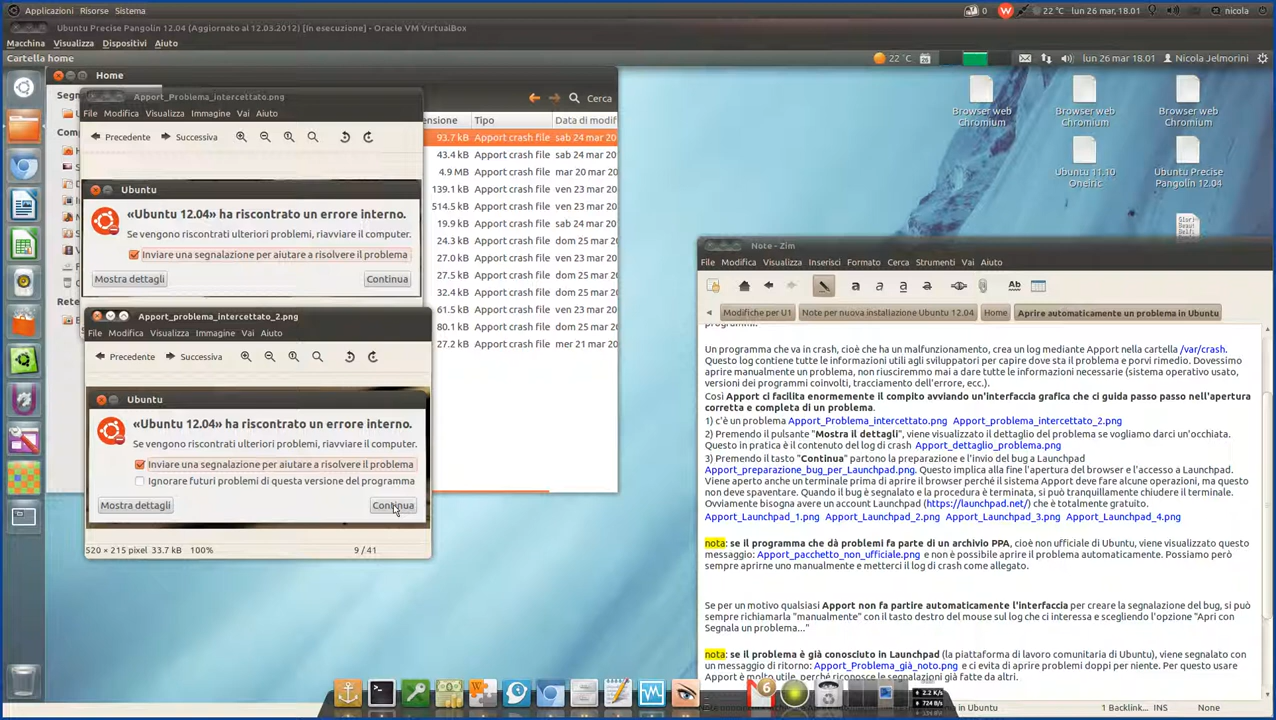 Applicazioni Risorse Sistema
0 22 °C lun 26 mar, 18.01 nicola
Ubuntu Precise Pangolin 12.04 (Aggiornato al 12.03.2012) [In esecuzione] - Oracle VM VirtualBox
Macchina Visualizza Dispositivi Aiuto
Cartella home
22 °C lun 26 mar 18.01 Nicola Jelmorini
Home
Cerca
ensione Tipo Data di modif
93.7 kB Apport crash file sab 24 mar 20
43.4 kB Apport crash file sab 24 mar 20
4.9 MB Apport crash file mar 20 mar 20
139.1 kB Apport crash file ven 23 mar 20
514.5 kB Apport crash file ven 23 mar 20
19.9 kB Apport crash file sab 24 mar 20
24.3 kB Apport crash file dom 25 mar 20
27.0 kB Apport crash file dom 25 mar 20
27.5 kB Apport crash file dom 25 mar 20
32.4 kB Apport crash file dom 25 mar 20
61.5 kB Apport crash file dom 25 mar 20
80.1 kB Apport crash file dom 25 mar 20
27.2 kB Apport crash file mer 21 mar 20
Apport_Problema_intercettato.png
File Modifica Visualizza Immagine Vai Aiuto
Precedente Successiva
Ubuntu
«Ubuntu 12.04» ha riscontrato un errore interno.
Se vengono riscontrati ulteriori problemi, riavviare il computer.
Inviare una segnalazione per aiutare a risolvere il problema
Mostra dettagli Continua
Apport_problema_intercettato_2.png
File Modifica Visualizza Immagine Vai Aiuto
Precedente Successiva
Ubuntu
«Ubuntu 12.04» ha riscontrato un errore interno.
Se vengono riscontrati ulteriori problemi, riavviare il computer.
Inviare una segnalazione per aiutare a risolvere il problema
Ignorare futuri problemi di questa versione del programma
Mostra dettagli Continua
520 × 215 pixel 33.7 kB 100% 9 / 41
Browser web Chromium
Browser web Chromium
Browser web Chromium
Ubuntu 11.10 Oneiric
Ubuntu Precise Pangolin 12.04
Note - Zim
File Modifica Visualizza Inserisci Formato Cerca Strumenti Vai Aiuto
Modifiche per U1 Note per nuova installazione Ubuntu 12.04 Home Aprire automaticamente un problema in Ubuntu
programmi.
Un programma che va in crash, cioè che ha un malfunzionamento, crea un log mediante Apport nella cartella /var/crash.
Questo log contiene tutte le informazioni utili agli sviluppatori per capire dove sta il problema e porvi rimedio. Dovessimo
aprire manualmente un problema, non riusciremmo mai a dare tutte le informazioni necessarie (sistema operativo usato,
versioni dei programmi coinvolti, tracciamento dell'errore, ecc.).
Così Apport ci facilita enormemente il compito avviando un'interfaccia grafica che ci guida passo passo nell'apertura
corretta e completa di un problema.
1) c'è un problema Apport_Problema_intercettato.png Apport_problema_intercettato_2.png
2) Premendo il pulsante "Mostra il dettagli", viene visualizzato il dettaglio del problema se vogliamo darci un'occhiata.
Questo in pratica è il contenuto del log di crash Apport_dettaglio_problema.png
3) Premendo il tasto "Continua" partono la preparazione e l'invio del bug a Launchpad
Apport_preparazione_bug_per_Launchpad.png. Questo implica alla fine l'apertura del browser e l'accesso a Launchpad.
Viene aperto anche un terminale prima di aprire il browser perché il sistema Apport deve fare alcune operazioni, ma questo
non deve spaventare. Quando il bug è segnalato e la procedura è terminata, si può tranquillamente chiudere il terminale.
Ovviamente bisogna avere un account Launchpad (https://launchpad.net/) che è totalmente gratuito.
Apport_Launchpad_1.png Apport_Launchpad_2.png Apport_Launchpad_3.png Apport_Launchpad_4.png
nota: se il programma che dà problemi fa parte di un archivio PPA, cioè non ufficiale di Ubuntu, viene visualizzato questo
messaggio: Apport_pacchetto_non_ufficiale.png e non è possibile aprire il problema automaticamente. Possiamo però
sempre aprirne uno manualmente e metterci il log di crash come allegato.
Se per un motivo qualsiasi Apport non fa partire automaticamente l'interfaccia per creare la segnalazione del bug, si può
sempre richiamarla "manualmente" con il tasto destro del mouse sul log che ci interessa e scegliendo l'opzione "Apri con
Segnala un problema..."
nota: se il problema è già conosciuto in Launchpad (la piattaforma di lavoro comunitaria di Ubuntu), viene segnalato con
un messaggio di ritorno: Apport_Problema_già_noto.png e ci evita di aprire problemi doppi per niente. Per questo usare
Apport è molto utile, perché riconosce le segnalazioni già fatte da altri.
in Ubuntu 1 Backlink... INS None
6
2.2 K/s
724 B/s